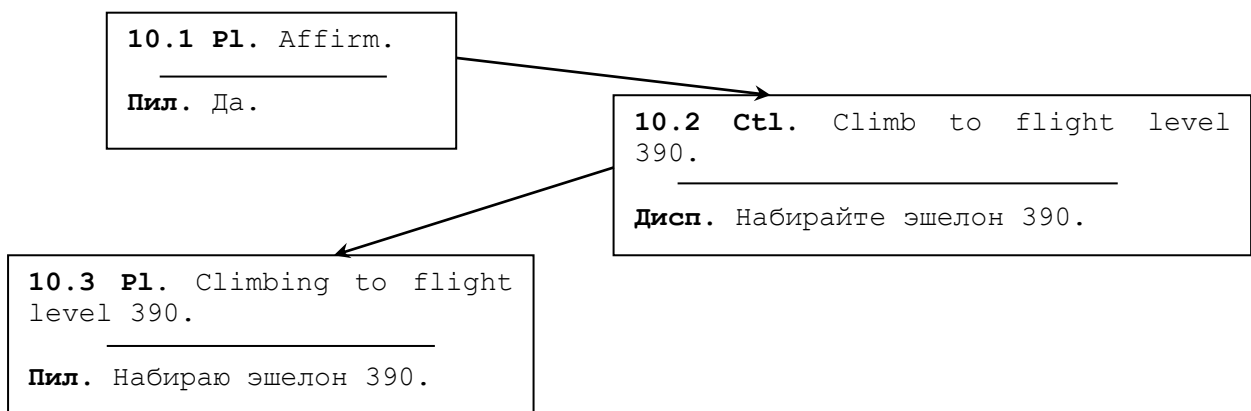 10.1 Pl. Affirm.
Пил. Да.
10.2 Ctl. Climb to flight level
390.
Дисп. Набирайте эшелон 390.
10.3 Pl. Climbing to flight
level 390.
Пил. Набираю эшелон 390.